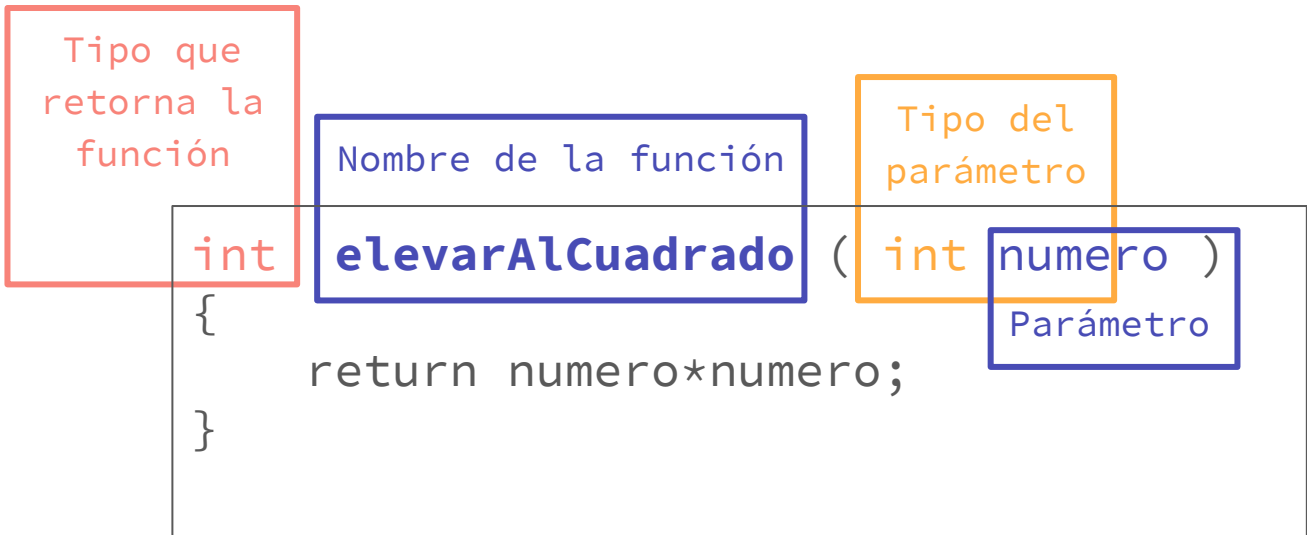 Tipo que
retorna la
función
Nombre de la función
Tipo del
parámetro
int elevarAlCuadrado ( int numero )
Parámetro
{
return numero*numero;
}